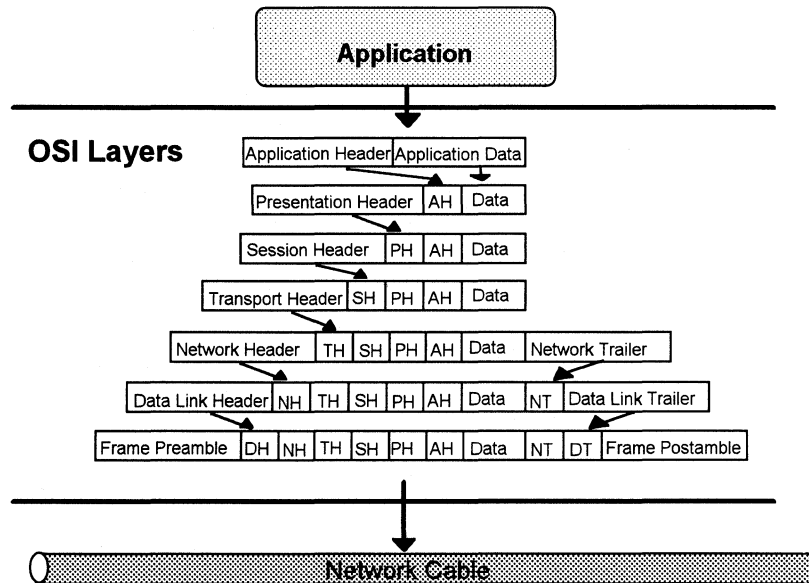 Application
OSI Layers
Application Header Application Data
Presentation Header AH Data
Session Header PH AH Data
Transport Header SH PH AH Data
Network Header TH SH PH AH Data Network Trailer
Data Link Header NH TH SH PH AH Data NT Data Link Trailer
Frame Preamble DH NH TH SH PH AH Data NT DT Frame Postamble
Network Cable